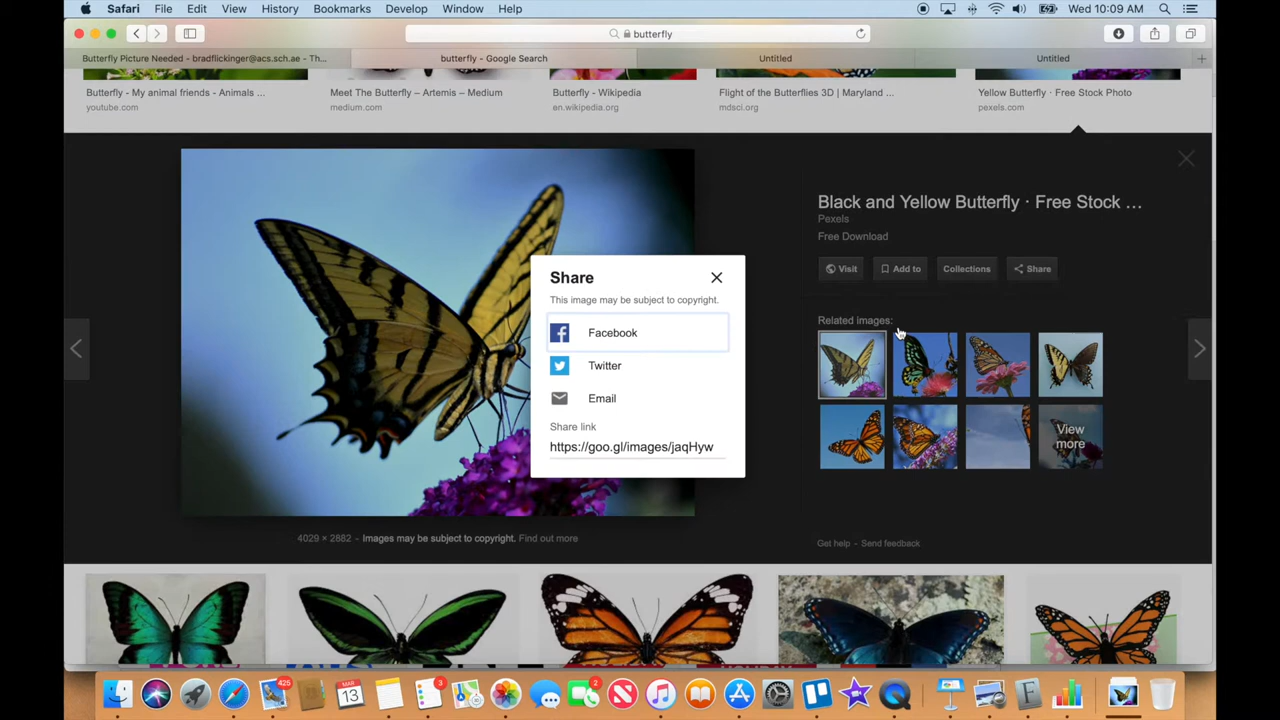 Safari File Edit View History Bookmarks Develop Window Help Wed 10:09 AM
butterfly
Butterfly Picture Needed - bradflickinger@acs.sch.ae - Th...
butterfly - Google Search
Untitled
Untitled
Butterfly - My animal friends - Animals ...
youtube.com
Meet The Butterfly – Artemis – Medium
medium.com
Butterfly - Wikipedia
en.wikipedia.org
Flight of the Butterflies 3D | Maryland ...
mdsci.org
Yellow Butterfly · Free Stock Photo
pexels.com
Black and Yellow Butterfly · Free Stock ...
Pexels
Free Download
Visit
Add to
Collections
Share
Related images:
View
more
Get help - Send feedback
Share
This image may be subject to copyright.
Facebook
Twitter
Email
Share link
https://goo.gl/images/jaqHyw
4029 × 2882 - Images may be subject to copyright. Find out more
425
MAR
13
3
2